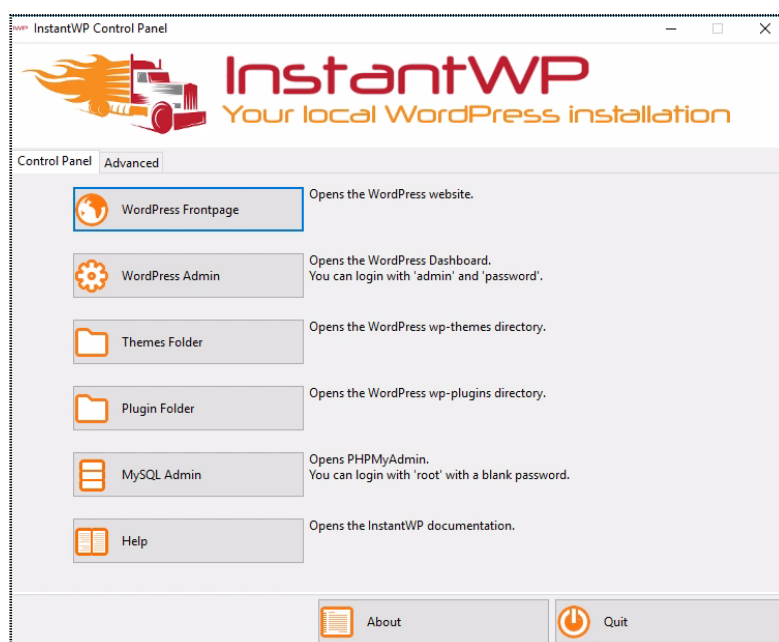 InstantWP Control Panel
InstantWP
Your local WordPress installation
Control Panel
Advanced
WordPress Frontpage
Opens the WordPress website.
WordPress Admin
Opens the WordPress Dashboard.
You can login with 'admin' and 'password'.
Themes Folder
Opens the WordPress wp-themes directory.
Plugin Folder
Opens the WordPress wp-plugins directory.
MySQL Admin
Opens PHPMyAdmin.
You can login with 'root' with a blank password.
Help
Opens the InstantWP documentation.
About
Quit